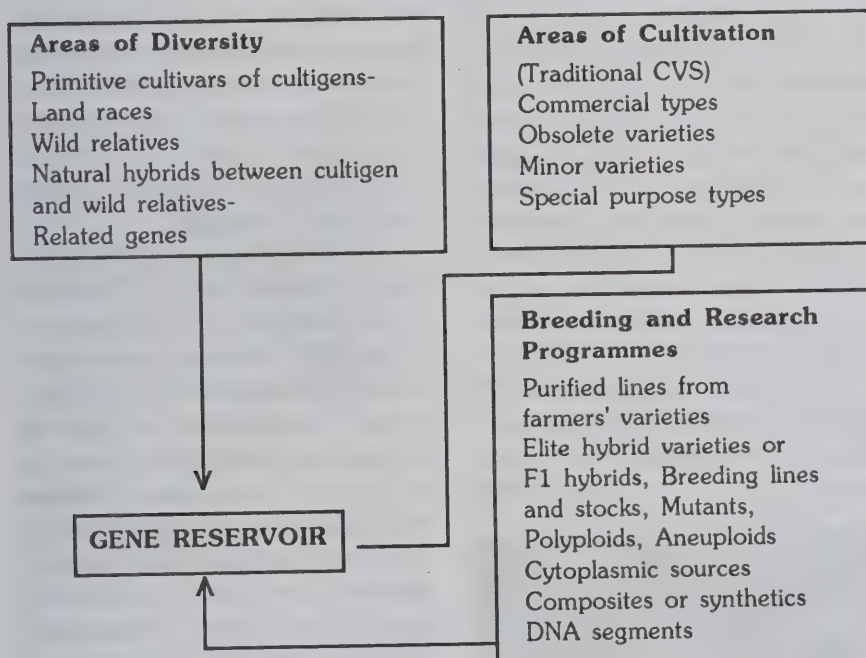 Areas of Diversity
Primitive cultivars of cultigens-
Land races
Wild relatives
Natural hybrids between cultigen
and wild relatives-
Related genes
Areas of Cultivation
(Traditional CVS)
Commercial types
Obsolete varieties
Minor varieties
Special purpose types
Breeding and Research
Programmes
Purified lines from
farmers' varieties
Elite hybrid varieties or
F1 hybrids, Breeding lines
and stocks, Mutants,
Polyploids, Aneuploids
Cytoplasmic sources
Composites or synthetics
DNA segments
GENE RESERVOIR